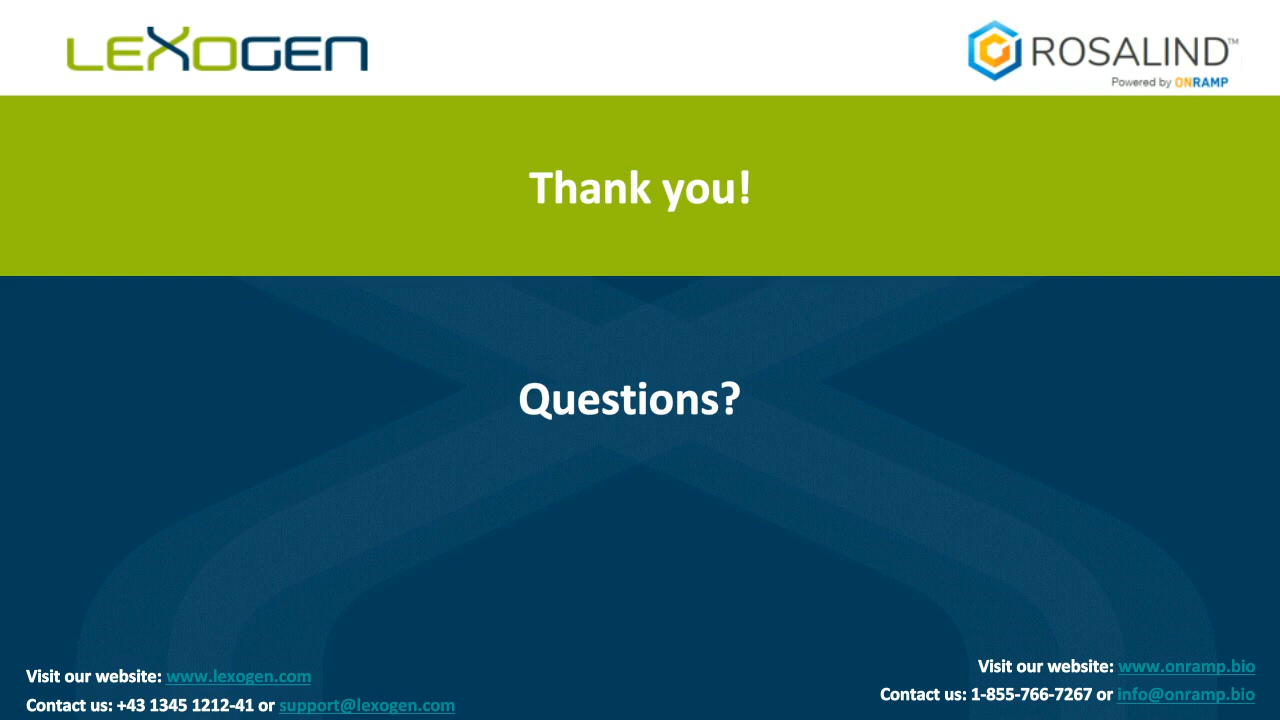 LEXOGEN
ROSALIND™
Powered by ONRAMP
Thank you!
Questions?
Visit our website: www.lexogen.com
Contact us: +43 1345 1212-41 or support@lexogen.com
Visit our website: www.onramp.bio
Contact us: 1-855-766-7267 or info@onramp.bio